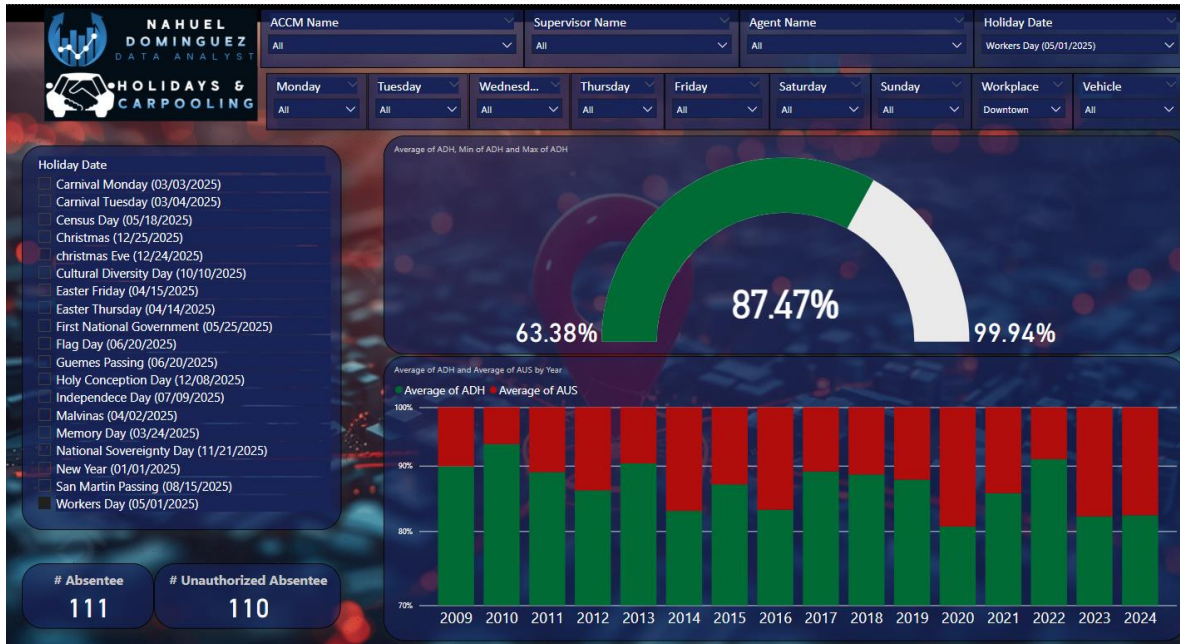 NAHUEL
DOMINGUEZ
DATA ANALYST
HOLIDAYS &
CARPOOLING
ACCM Name
All
Supervisor Name
All
Agent Name
All
Holiday Date
Workers Day (05/01/2025)
Monday
All
Tuesday
All
Wednesd...
All
Thursday
All
Friday
All
Saturday
All
Sunday
All
Workplace
Downtown
Vehicle
All
Holiday Date
Carnival Monday (03/03/2025)
Carnival Tuesday (03/04/2025)
Census Day (05/18/2025)
Christmas (12/25/2025)
christmas Eve (12/24/2025)
Cultural Diversity Day (10/10/2025)
Easter Friday (04/15/2025)
Easter Thursday (04/14/2025)
First National Government (05/25/2025)
Flag Day (06/20/2025)
Guemes Passing (06/20/2025)
Holy Conception Day (12/08/2025)
Independece Day (07/09/2025)
Malvinas (04/02/2025)
Memory Day (03/24/2025)
National Sovereignty Day (11/21/2025)
New Year (01/01/2025)
San Martin Passing (08/15/2025)
Workers Day (05/01/2025)
# Absentee
111
# Unauthorized Absentee
110
Average of ADH, Min of ADH and Max of ADH
87.47%
63.38%
99.94%
Average of ADH and Average of AUS by Year
Average of ADH Average of AUS
100%
90%
80%
70%
2009 2010 2011 2012 2013 2014 2015 2016 2017 2018 2019 2020 2021 2022 2023 2024